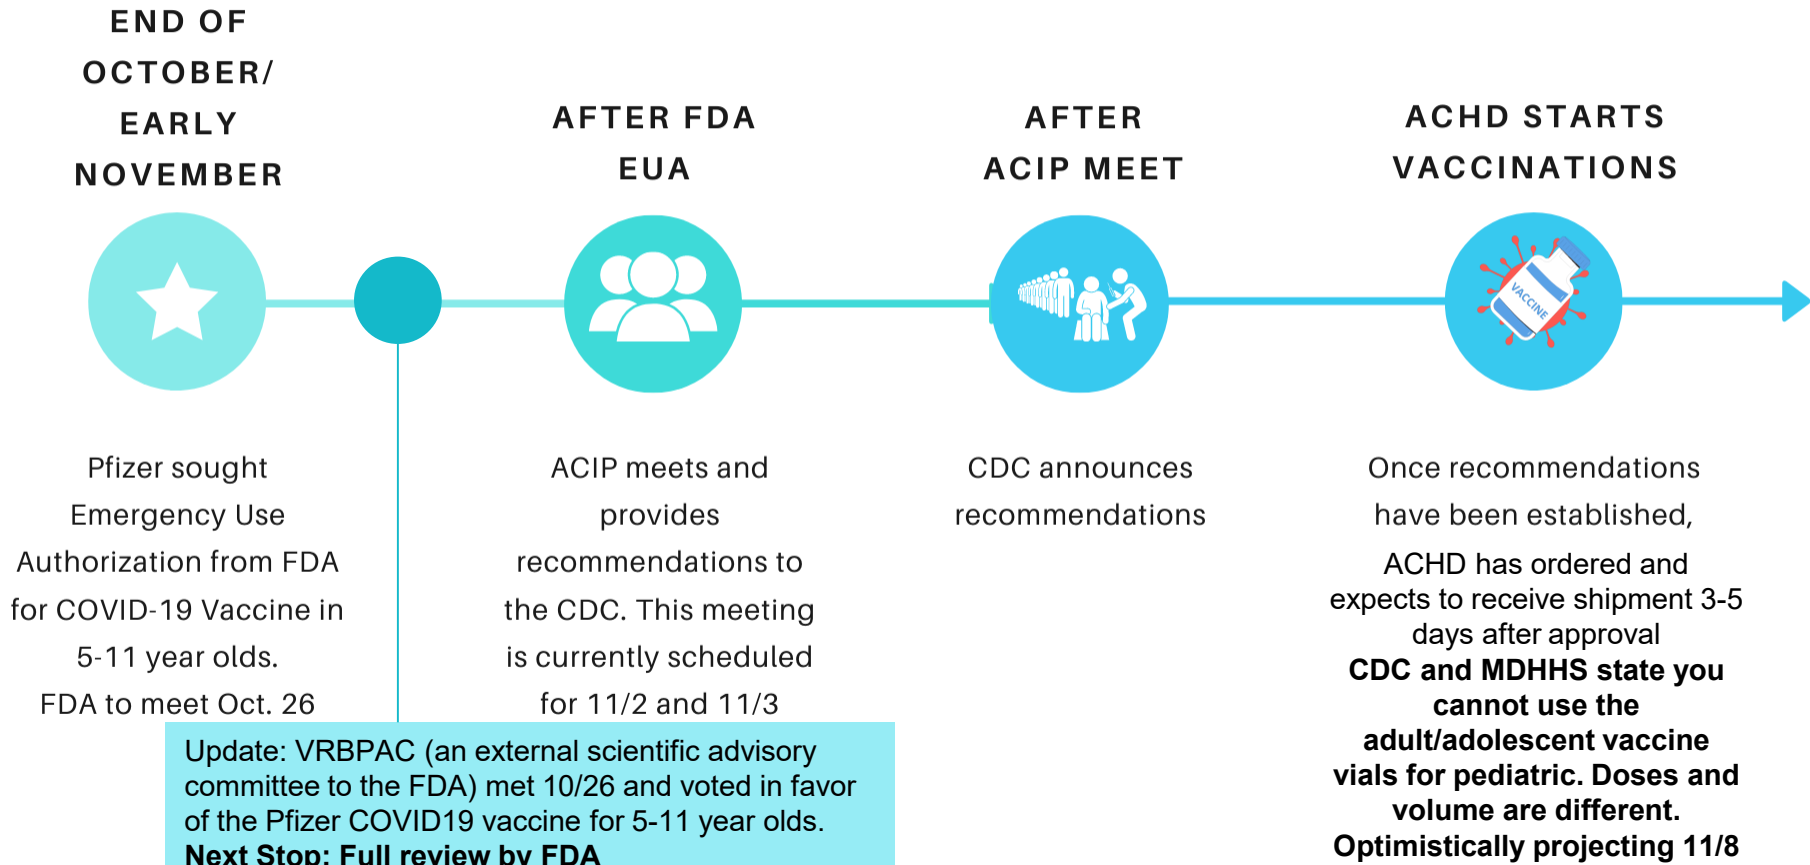 END OF
OCTOBER/
EARLY
NOVEMBER
Pfizer sought
Emergency Use
Authorization from FDA
for COVID-19 Vaccine in
5-11 year olds.
FDA to meet Oct. 26
Update: VRBPAC (an external scientific advisory
committee to the FDA) met 10/26 and voted in favor
of the Pfizer COVID19 vaccine for 5-11 year olds.
Next Stop: Full review by FDA
AFTER FDA
EUA
ACIP meets and
provides
recommendations to
the CDC. This meeting
is currently scheduled
for 11/2 and 11/3
AFTER
ACIP MEET
CDC announces
recommendations
ACHD STARTS
VACCINATIONS
VACCINE
Once recommendations
have been established,
ACHD has ordered and
expects to receive shipment 3-5
days after approval
CDC and MDHHS state you
cannot use the
adult/adolescent vaccine
vials for pediatric. Doses and
volume are different.
Optimistically projecting 11/8